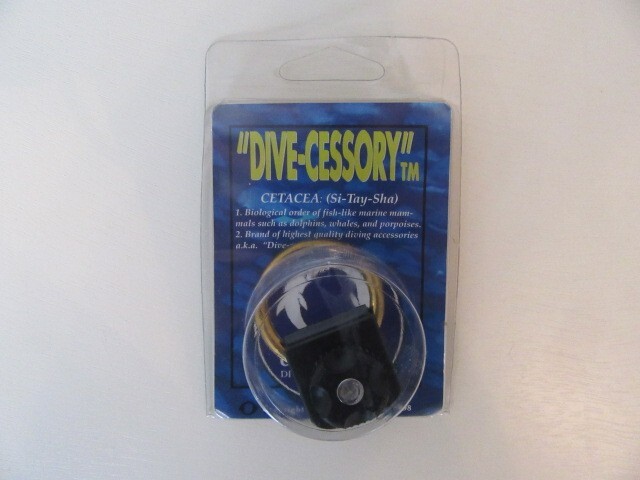 "DIVE-CESSORY"TM
CETACEA: (Si-Tay-Sha)
1. Biological order of fish-like marine mam-
mals such as dolphins, whales, and porpoises.
2. Brand of highest quality diving accessories
a.k.a. "Dive-